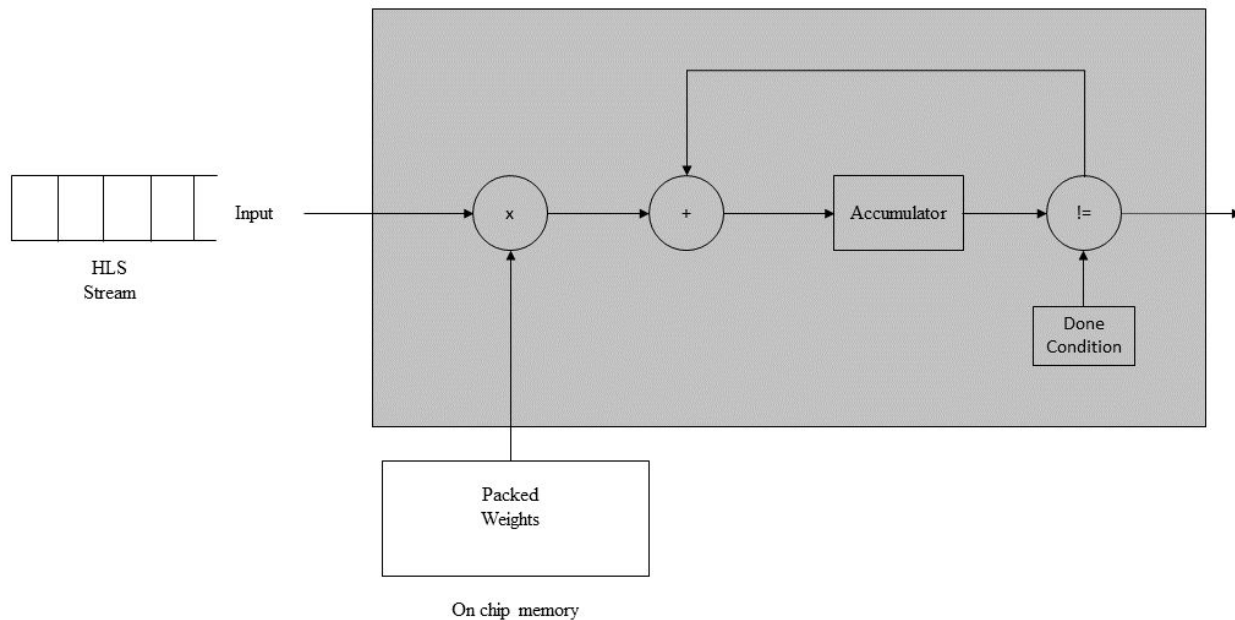 HLS
Stream
Input
x
+
Accumulator
!=
Done
Condition
Packed
Weights
On chip memory